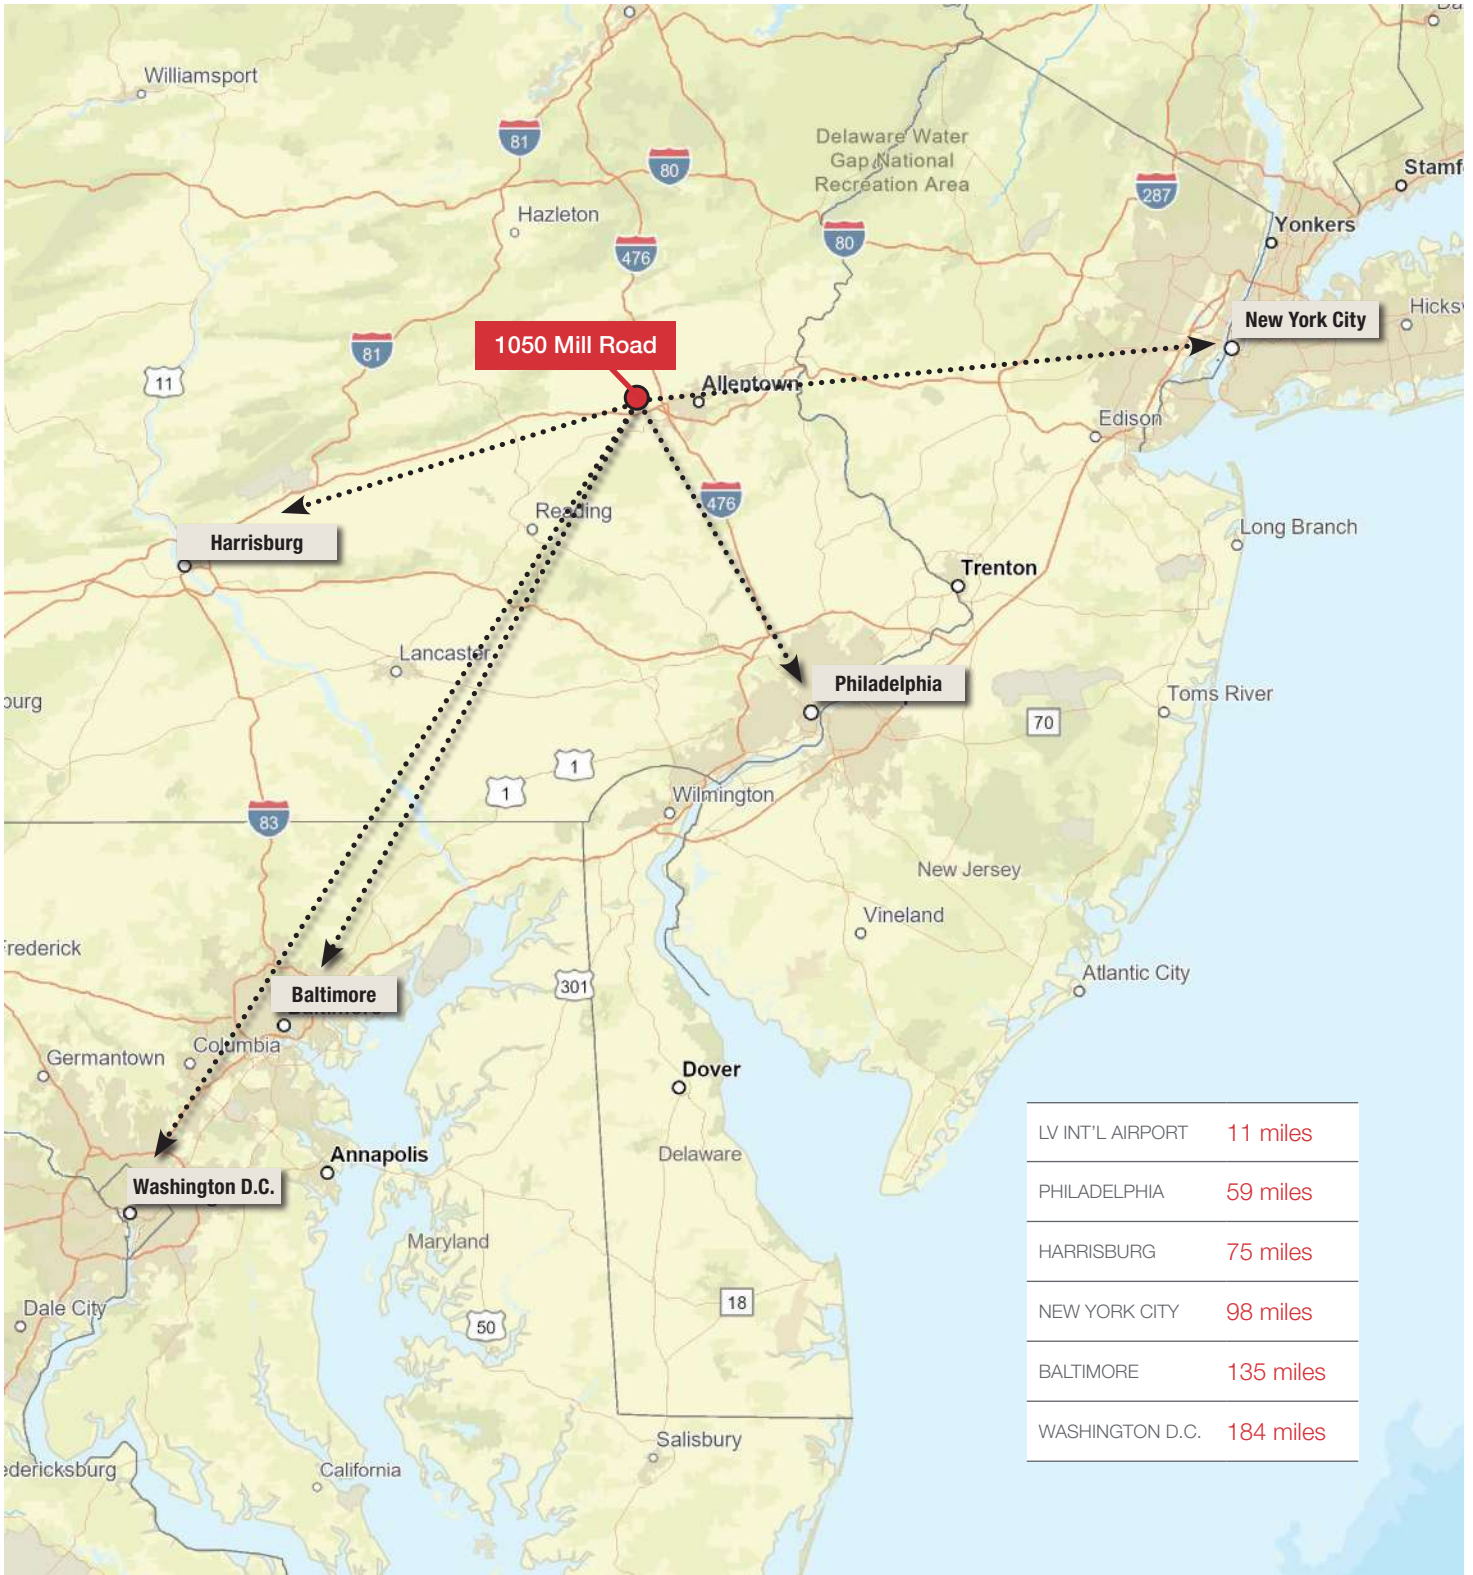 Williamsport
81
80
Delaware Water
Gap National
Recreation Area
287
Stamf
Hazleton
476
80
Yonkers
Hicksv
New York City
1050 Mill Road
81
11
Allentown
Edison
476
Reading
Long Branch
Harrisburg
Trenton
Lancaster
Philadelphia
Toms River
burg
70
1
1
Wilmington
83
New Jersey
Vineland
Frederick
Atlantic City
301
Baltimore
Columbia
Germantown
Dover
Annapolis
Delaware
Washington D.C.
Maryland
Dale City
18
50
Salisbury
California
edericksburg
LV INT'L AIRPORT 11 miles
PHILADELPHIA 59 miles
HARRISBURG 75 miles
NEW YORK CITY 98 miles
BALTIMORE 135 miles
WASHINGTON D.C. 184 miles